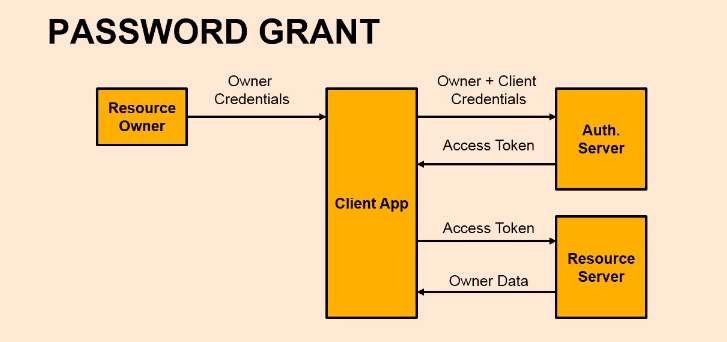 PASSWORD GRANT
Owner
Credentials
Owner + Client
Credentials
Resource
Owner
Auth.
Server
Access Token
Client App
Access Token
Resource
Server
Owner Data